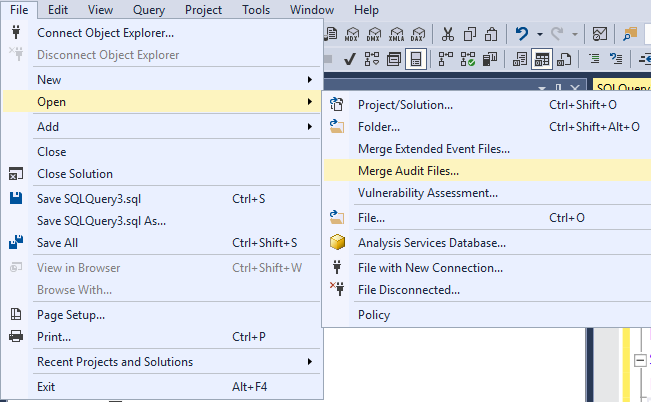 File Edit View Query Project Tools Window Help
MDX DMX XMLA DAX
Connect Object Explorer...
Disconnect Object Explorer
New
Open
Add
Close
Close Solution
Save SQLQuery3.sql Ctrl+S
Save SQLQuery3.sql As...
Save All Ctrl+Shift+S
View in Browser Ctrl+Shift+W
Browse With...
Page Setup...
Print... Ctrl+P
Recent Projects and Solutions
Exit Alt+F4
SQLQuery
Project/Solution... Ctrl+Shift+O
Folder... Ctrl+Shift+Alt+O
Merge Extended Event Files...
Merge Audit Files...
Vulnerability Assessment...
File... Ctrl+O
Analysis Services Database...
File with New Connection...
File Disconnected...
Policy